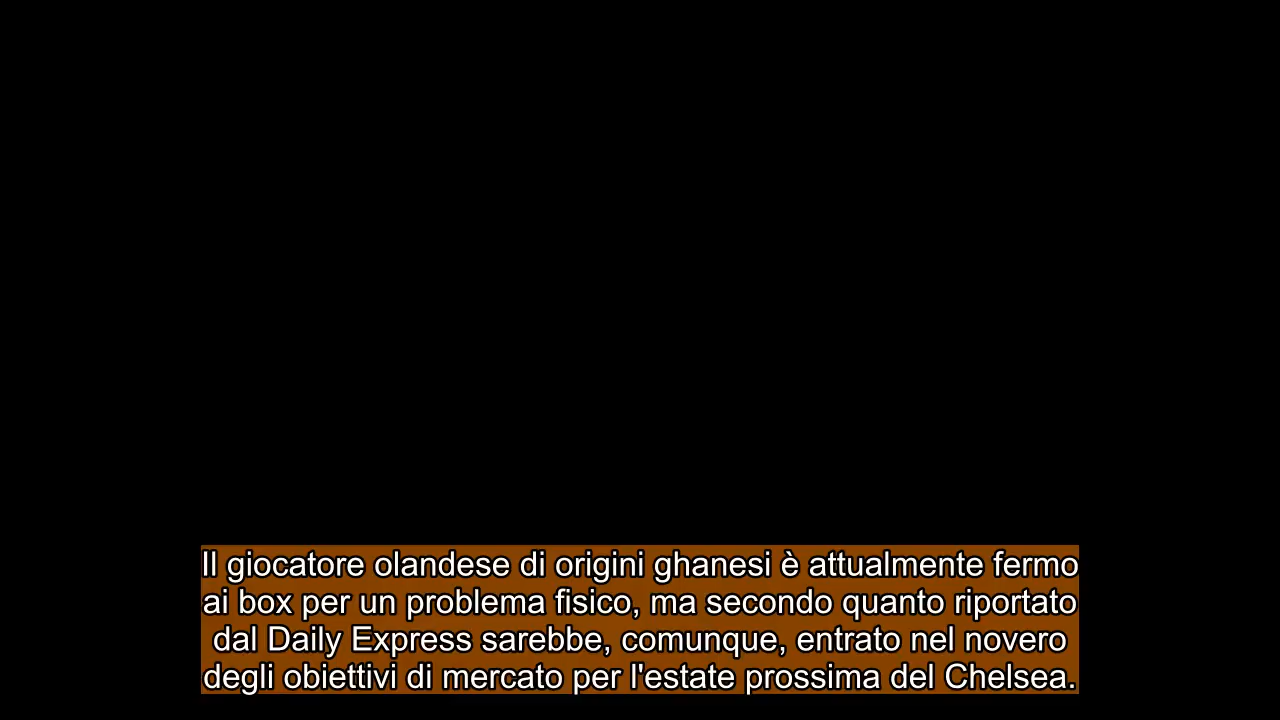 Il giocatore olandese di origini ghanesi è attualmente fermo
ai box per un problema fisico, ma secondo quanto riportato
dal Daily Express sarebbe, comunque, entrato nel novero
degli obiettivi di mercato per l'estate prossima del Chelsea.